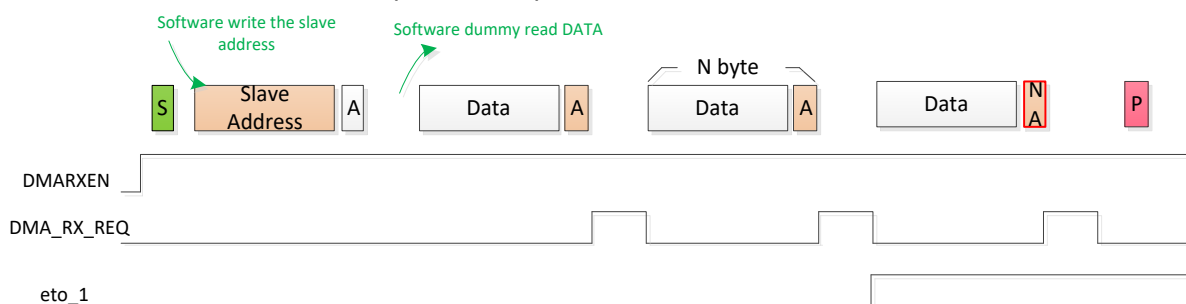 Software write the slave
address
Software dummy read DATA
N byte
S
Slave
Address
A
Data
A
Data
A
Data
N
A
P
DMARXEN
DMA_RX_REQ
eto_1